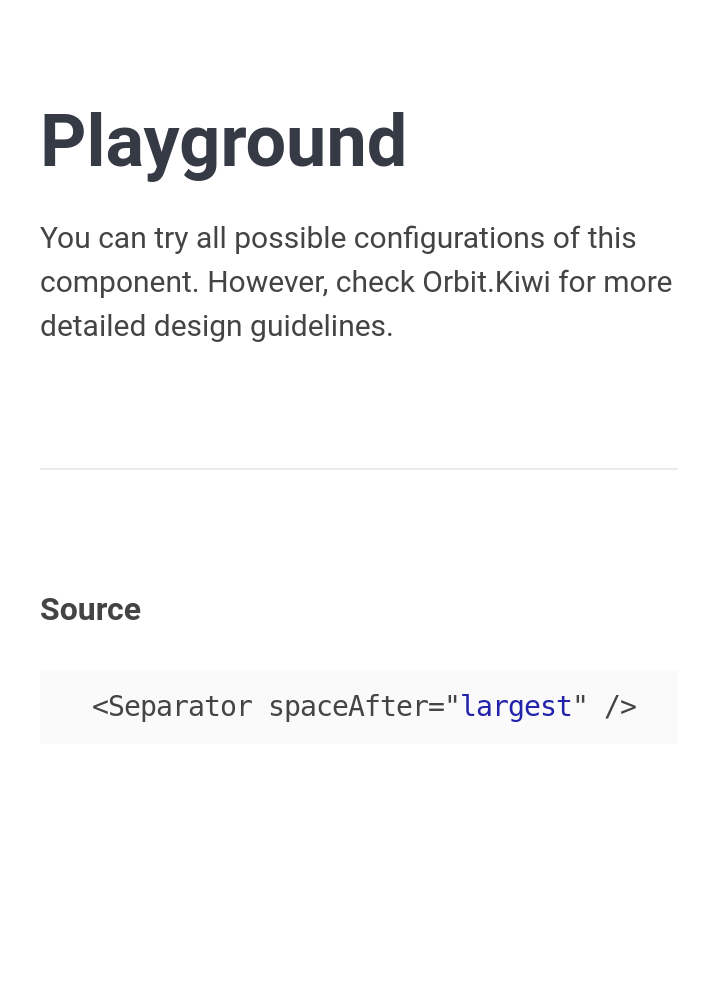 Playground
You can try all possible configurations of this
component. However, check Orbit.Kiwi for more
detailed design guidelines.
Source
<Separator spaceAfter="largest" />